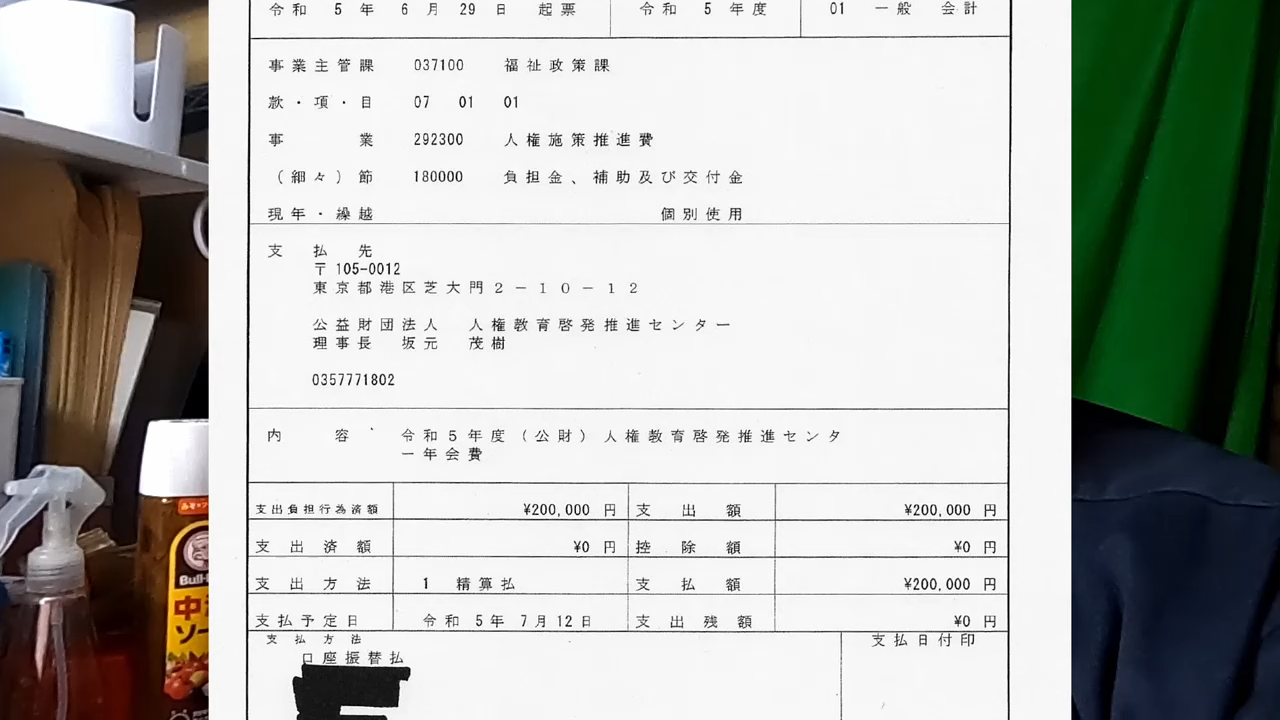 令和 5年 6月 29日 起票 令和 5年度 01 一般 会計
事業主管課 037100 福祉政策課
款・項・目 07 01 01
事業 292300 人権施策推進費
（細々）節 180000 負担金、補助及び交付金
現年・繰越 個別使用
支払先
〒105-0012
東京都港区芝大門2－10－12
公益財団法人 人権教育啓発推進センター
理事長 坂元 茂樹
0357771802
内容 令和5年度（公財）人権教育啓発推進センタ
ー年会費
支出負担行為済額 ¥200,000 円 支出額 ¥200,000 円
支出済額 ¥0 円 控除額 ¥0 円
支出方法 1 精算払 支払額 ¥200,000 円
支払予定日 令和 5年 7月12日 支出残額 ¥0 円
支払方法 支払日付印
口座振替払
Bull-
中
ソー